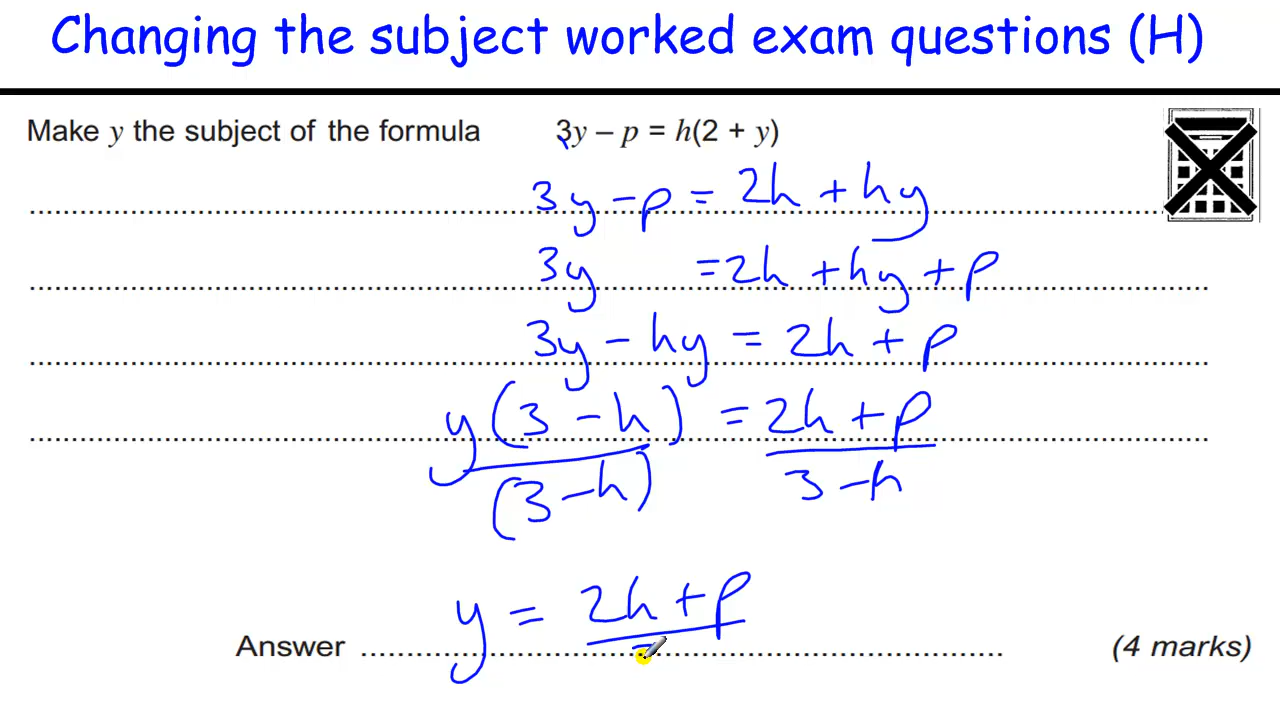 Changing the subject worked exam questions (H)
Make y the subject of the formula 3y – p = h(2 + y)
3y - p = 2h + hy
3y = 2h + hy + p
3y - hy = 2h + p
y(3 - h) = 2h + p
(3 - h) 3 - h
y = 2h + p
Answer (4 marks)